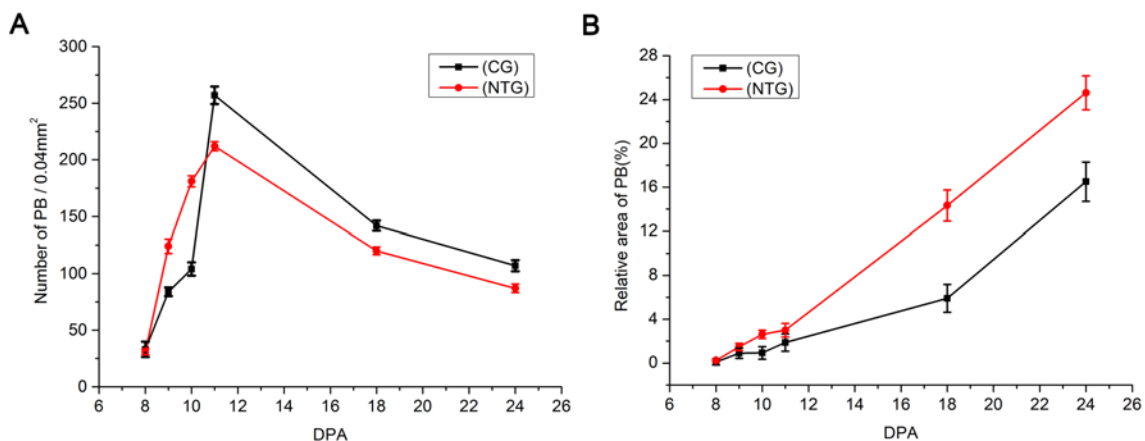 A
300
250
200
150
100
50
0
Number of PB / 0.04mm²
(CG)
(NTG)
6 8 10 12 14 16 18 20 22 24 26
DPA
B
28
24
20
16
12
8
4
0
Relative area of PB(%)
(CG)
(NTG)
6 8 10 12 14 16 18 20 22 24 26
DPA